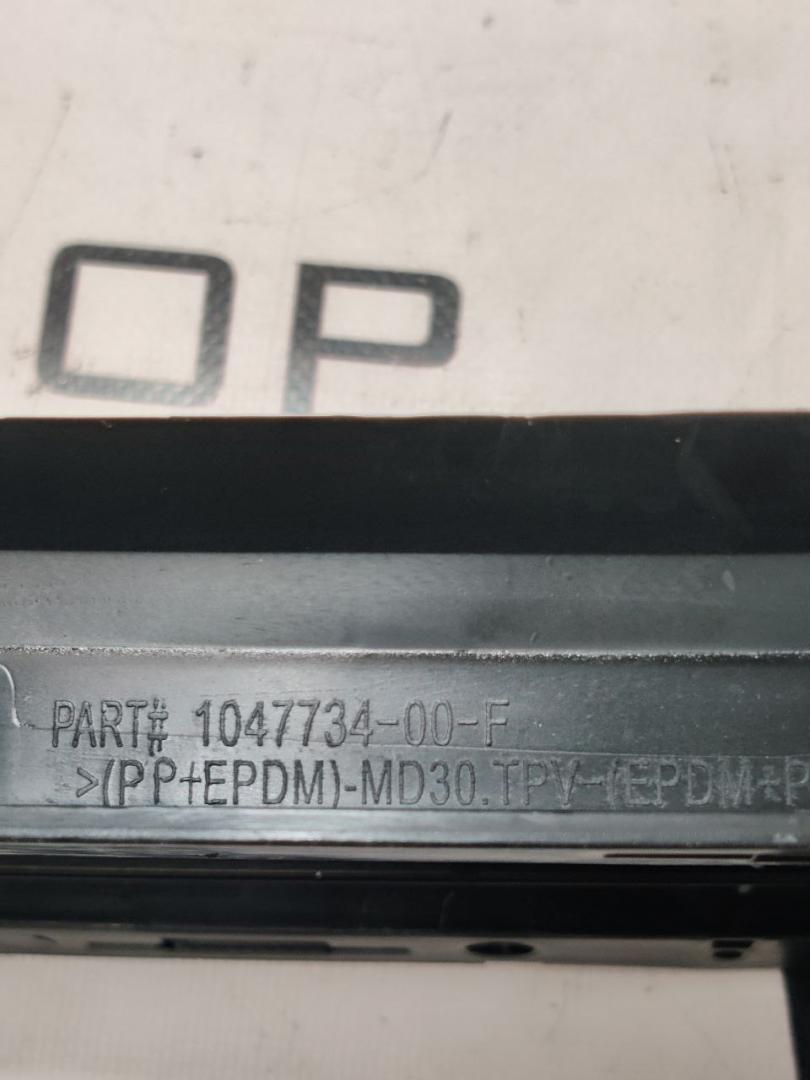 OP
PART# 1047734-00-F
>(PP+EPDM)-MD30.TPV-(EPDM+P